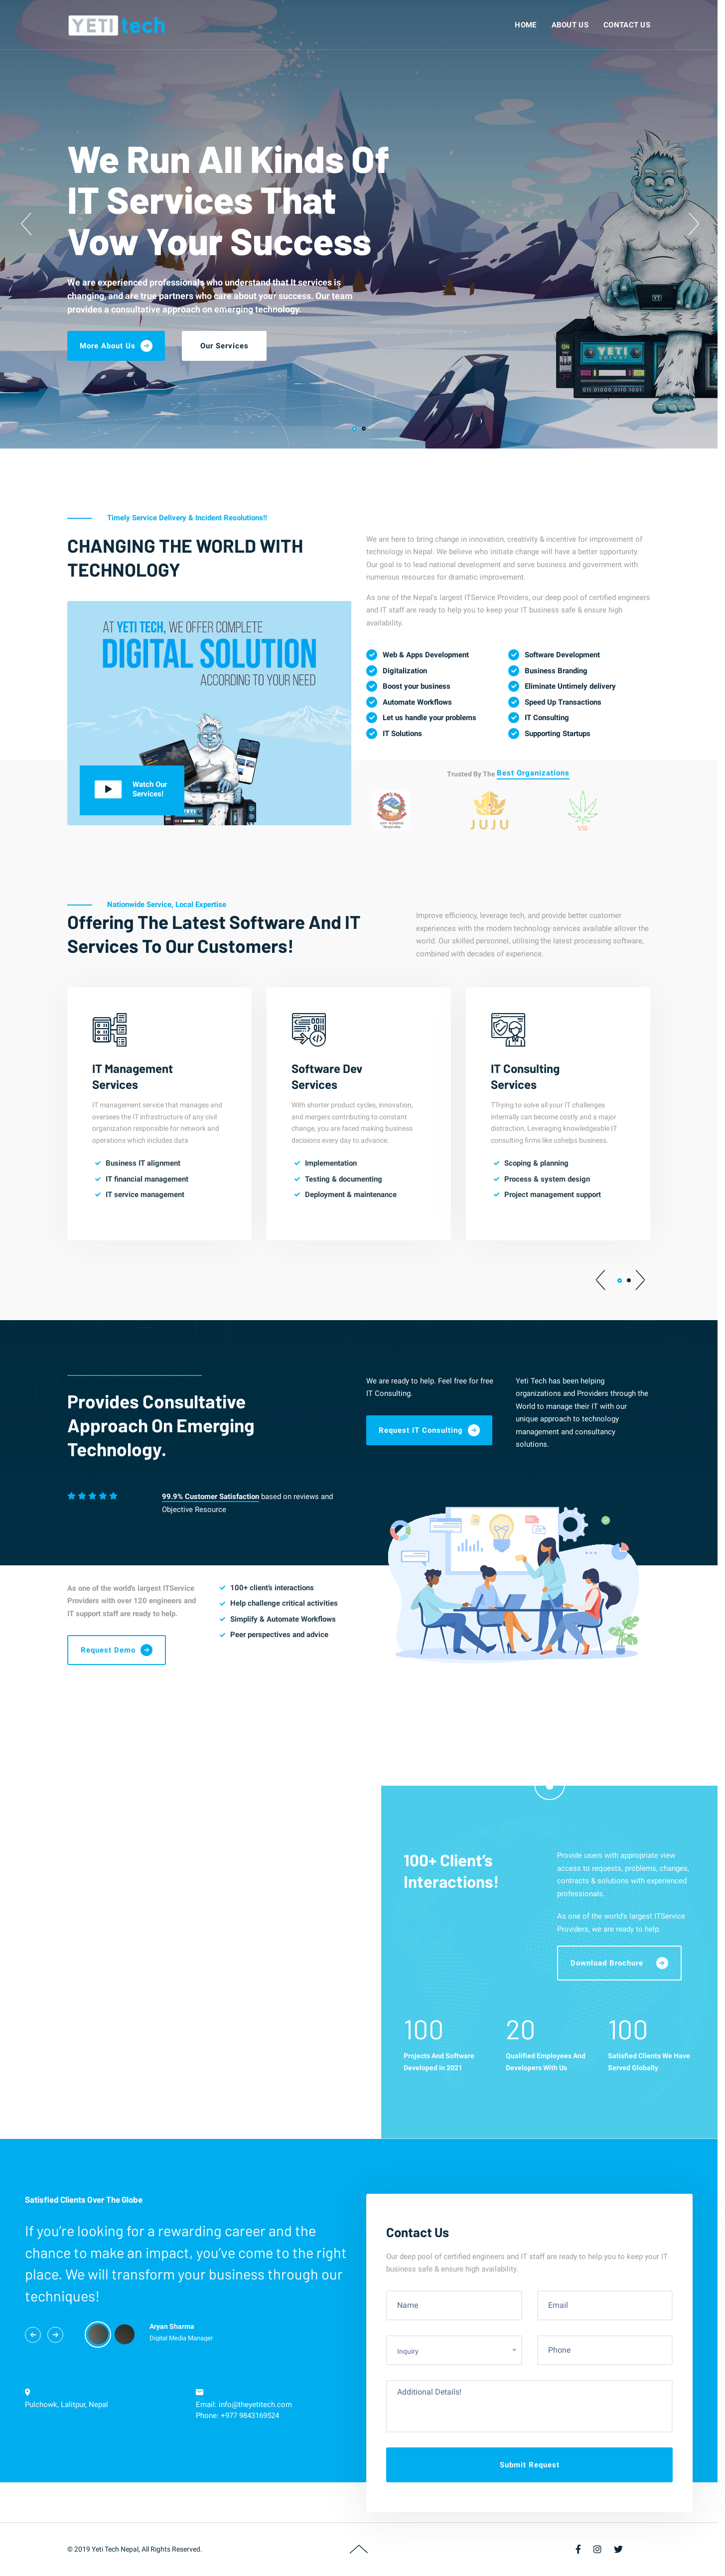 YETI tech
HOME
ABOUT US
CONTACT US
We Run All Kinds Of
IT Services That
Vow Your Success
We are experienced professionals who understand that It services is
changing, and are true partners who care about your success. Our team
provides a consultative approach on emerging technology.
More About Us
Our Services
YT
ON
YETI
011.01000 0110 1001
Timely Service Delivery & Incident Resolutions!!
CHANGING THE WORLD WITH
TECHNOLOGY
AT YETI TECH, WE OFFER COMPLETE
DIGITAL SOLUTION
ACCORDING TO YOUR NEED
Watch Our
Services!
YETI
We are here to bring change in innovation, creativity & incentive for improvement of
technology in Nepal. We believe who initiate change will have a better opportunity.
Our goal is to lead national development and serve business and government with
numerous resources for dramatic improvement.
As one of the Nepal's largest ITService Providers, our deep pool of certified engineers
and IT staff are ready to help you to keep your IT business safe & ensure high
availability.
Web & Apps Development
Digitalization
Boost your business
Automate Workflows
Let us handle your problems
IT Solutions
Software Development
Business Branding
Eliminate Untimely delivery
Speed Up Transactions
IT Consulting
Supporting Startups
Trusted By The Best Organizations
JUJU
Nationwide Service, Local Expertise
Offering The Latest Software And IT
Services To Our Customers!
Improve efficiency, leverage tech, and provide better customer
experiences with the modern technology services available allover the
world. Our skilled personnel, utilising the latest processing software,
combined with decades of experience.
IT Management
Services
IT management service that manages and
oversees the IT infrastructure of any civil
organization responsible for network and
operations which includes data
Business IT alignment
IT financial management
IT service management
Software Dev
Services
With shorter product cycles, innovation,
and mergers contributing to constant
change, you are faced making business
decisions every day to advance.
Implementation
Testing & documenting
Deployment & maintenance
IT Consulting
Services
TTrying to solve all your IT challenges
internally can become costly and a major
distraction, Leveraging knowledgeable IT
consulting firms like ushelps business.
Scoping & planning
Process & system design
Project management support
Provides Consultative
Approach On Emerging
Technology.
We are ready to help. Feel free for free
IT Consulting.
Request IT Consulting
Yeti Tech has been helping
organizations and Providers through the
World to manage their IT with our
unique approach to technology
management and consultancy
solutions.
99.9% Customer Satisfaction based on reviews and
Objective Resource
As one of the world's largest ITService
Providers with over 120 engineers and
IT support staff are ready to help.
Request Demo
100+ client's interactions
Help challenge critical activities
Simplify & Automate Workflows
Peer perspectives and advice
100+ Client's
Interactions!
Provide users with appropriate view
access to requests, problems, changes,
contracts & solutions with experienced
professionals.
As one of the world's largest ITService
Providers; we are ready to help.
Download Brochure
100
Projects And Software
Developed in 2021
20
Qualified Employees And
Developers With Us
100
Satisfied Clients We Have
Served Globally
Satisfied Clients Over The Globe
If you're looking for a rewarding career and the
chance to make an impact, you've come to the right
place. We will transform your business through our
techniques!
Aryan Sharma
Digital Media Manager
Pulchowk, Lalitpur, Nepal
Email: info@theyetitech.com
Phone: +977 9843169524
Contact Us
Our deep pool of certified engineers and IT staff are ready to help you to keep your IT
business safe & ensure high availability.
Name
Email
Inquiry
Phone
Additional Details!
Submit Request
© 2019 Yeti Tech Nepal, All Rights Reserved.